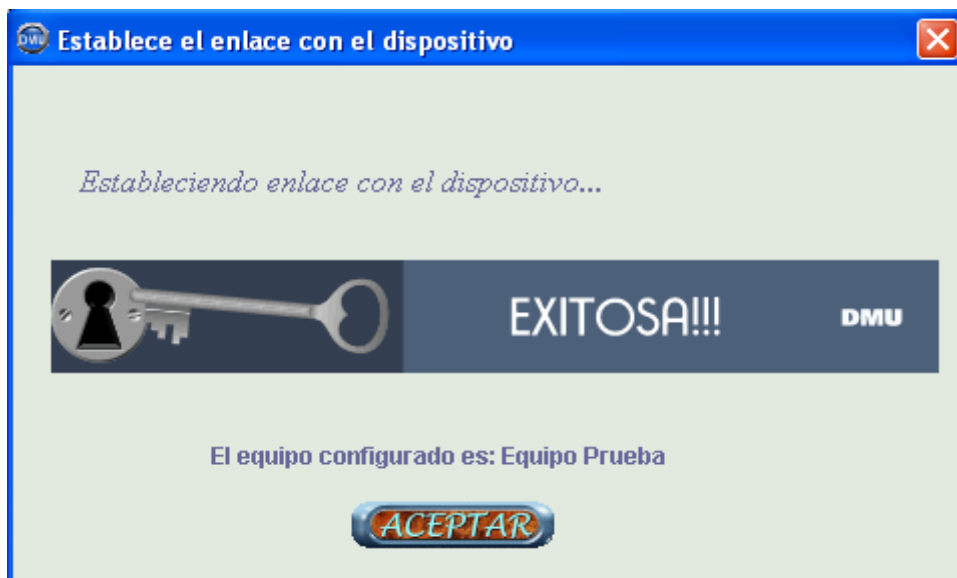 DMU
Establece el enlace con el dispositivo
Estableciendo enlace con el dispositivo...
EXITOSA!!! DMU
El equipo configurado es: Equipo Prueba
ACEPTAR